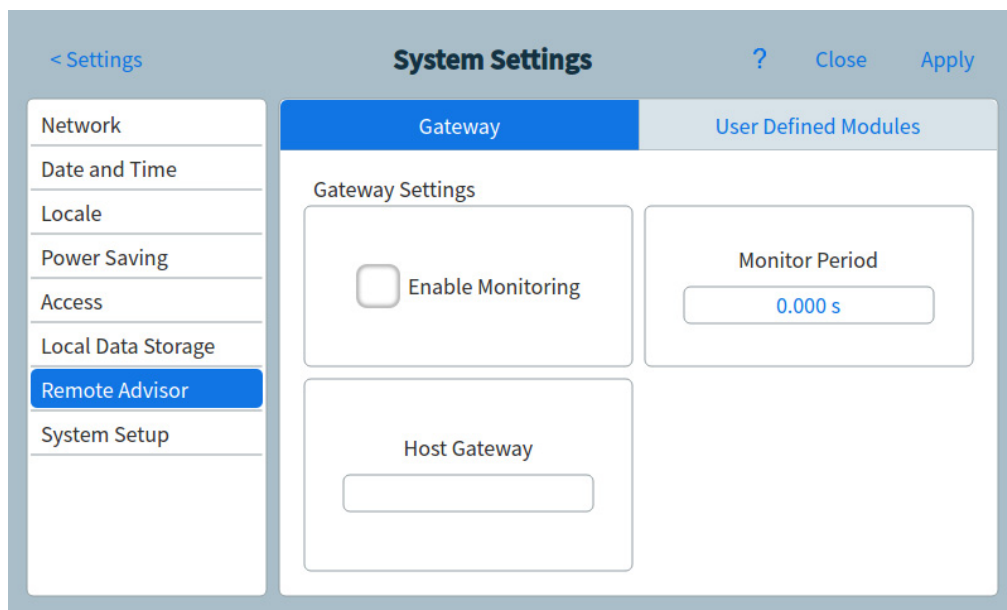 < Settings
System Settings
?
Close
Apply
Network
Date and Time
Locale
Power Saving
Access
Local Data Storage
Remote Advisor
System Setup
Gateway
User Defined Modules
Gateway Settings
Enable Monitoring
Monitor Period
0.000 s
Host Gateway